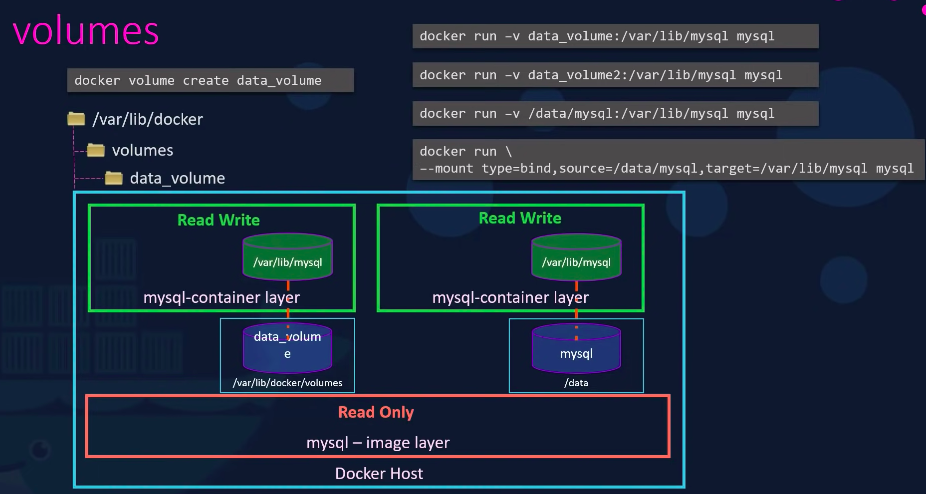 volumes
docker volume create data_volume
/var/lib/docker
volumes
data_volume
docker run –v data_volume:/var/lib/mysql mysql
docker run –v data_volume2:/var/lib/mysql mysql
docker run –v /data/mysql:/var/lib/mysql mysql
docker run \
--mount type=bind,source=/data/mysql,target=/var/lib/mysql mysql
Read Write
/var/lib/mysql
mysql-container layer
data_volum
e
/var/lib/docker/volumes
Read Write
/var/lib/mysql
mysql-container layer
mysql
/data
Read Only
mysql – image layer
Docker Host